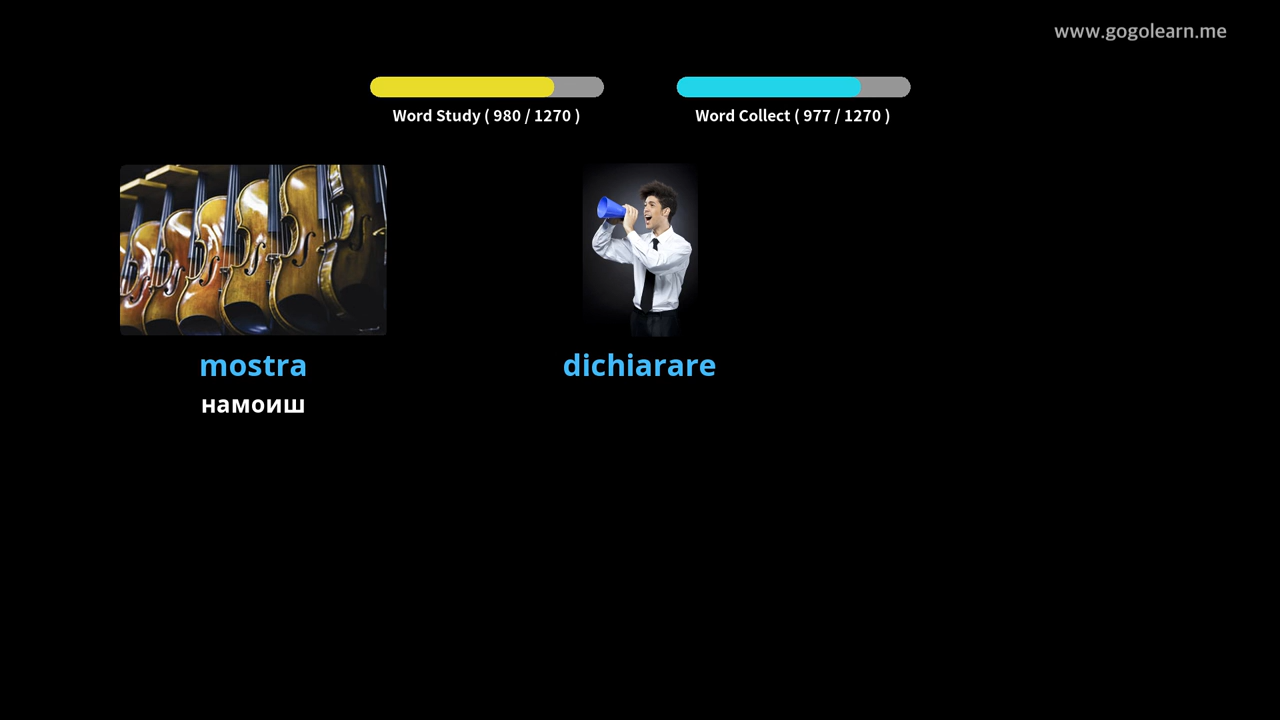 www.gogolearn.me
Word Study ( 980 / 1270 )
Word Collect ( 977 / 1270 )
mostra
намоиш
dichiarare